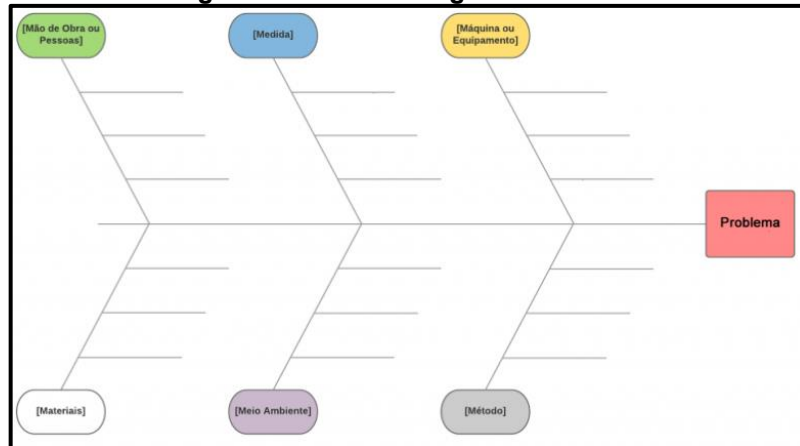 [Mão de Obra ou
Pessoas]
[Medida]
[Máquina ou
Equipamento]
Problema
[Materiais]
[Meio Ambiente]
[Método]